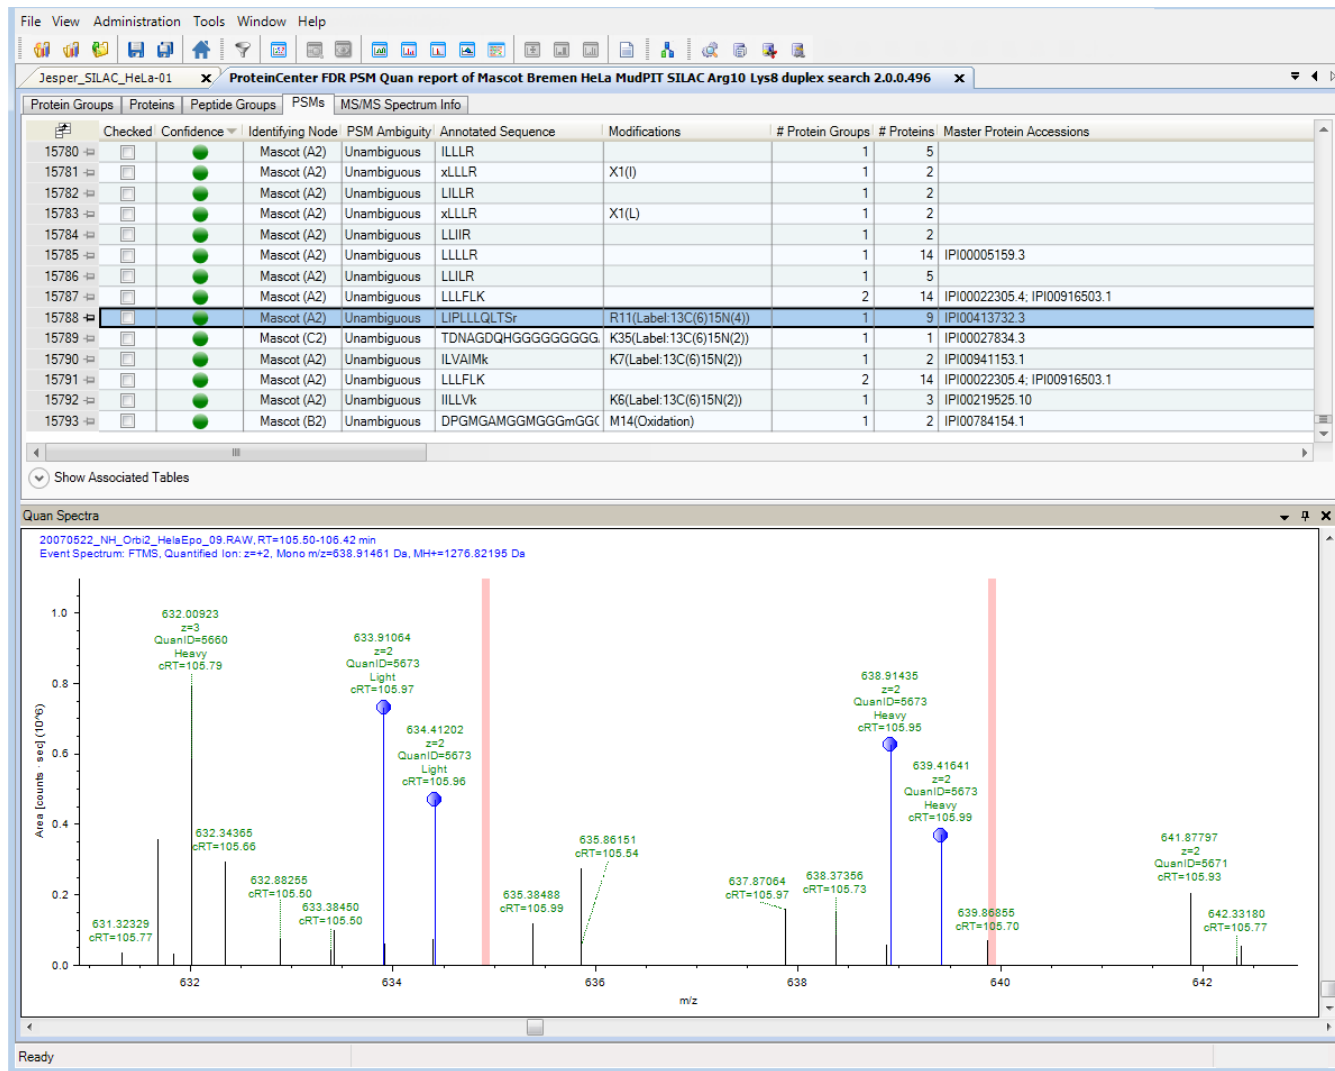 File View Administration Tools Window Help
Jesper_SILAC_HeLa-01 x ProteinCenter FDR PSM Quan report of Mascot Bremen HeLa MudPIT SILAC Arg10 Lys8 duplex search 2.0.0.496 x
Protein Groups Proteins Peptide Groups PSMs MS/MS Spectrum Info
Checked Confidence Identifying Node PSM Ambiguity Annotated Sequence Modifications # Protein Groups # Proteins Master Protein Accessions
15780 Mascot (A2) Unambiguous ILLLR 1 5
15781 Mascot (A2) Unambiguous xLLLR X1(I) 1 2
15782 Mascot (A2) Unambiguous LILLR 1 2
15783 Mascot (A2) Unambiguous xLLLR X1(L) 1 2
15784 Mascot (A2) Unambiguous LLIIR 1 2
15785 Mascot (A2) Unambiguous LLLLR 1 14 IPI00005159.3
15786 Mascot (A2) Unambiguous LLILR 1 5
15787 Mascot (A2) Unambiguous LLLFLK 2 14 IPI00022305.4; IPI00916503.1
15788 Mascot (A2) Unambiguous LIPLLLQLTSr R11(Label:13C(6)15N(4)) 1 9 IPI00413732.3
15789 Mascot (C2) Unambiguous TDNAGDQHGGGGGGGGG. K35(Label:13C(6)15N(2)) 1 1 IPI00027834.3
15790 Mascot (A2) Unambiguous ILVAIMk K7(Label:13C(6)15N(2)) 1 2 IPI00941153.1
15791 Mascot (A2) Unambiguous LLLFLK 2 14 IPI00022305.4; IPI00916503.1
15792 Mascot (A2) Unambiguous IILLVk K6(Label:13C(6)15N(2)) 1 3 IPI00219525.10
15793 Mascot (B2) Unambiguous DPGMGAMGGMGGGmGG( M14(Oxidation) 1 2 IPI00784154.1
Show Associated Tables
Quan Spectra
20070522_NH_Orbi2_HelaEpo_09.RAW, RT=105.50-106.42 min
Event Spectrum: FTMS, Quantified Ion: z=+2, Mono m/z=638.91461 Da, MH+=1276.82195 Da
Area [counts · sec] (10^6)
1.0
0.8
0.6
0.4
0.2
0.0
632.00923
z=3
QuanID=5660
Heavy
cRT=105.79
633.91064
z=2
QuanID=5673
Light
cRT=105.97
634.41202
z=2
QuanID=5673
Light
cRT=105.96
638.91435
z=2
QuanID=5673
Heavy
cRT=105.95
639.41641
z=2
QuanID=5673
Heavy
cRT=105.99
632.34365
cRT=105.66
635.86151
cRT=105.54
641.87797
z=2
QuanID=5671
cRT=105.93
632.88255
cRT=105.50
637.87064
cRT=105.97
638.37356
cRT=105.73
635.38488
cRT=105.99
633.38450
cRT=105.50
631.32329
cRT=105.77
639.86855
cRT=105.70
642.33180
cRT=105.77
632 634 636 638 640 642
m/z
Ready